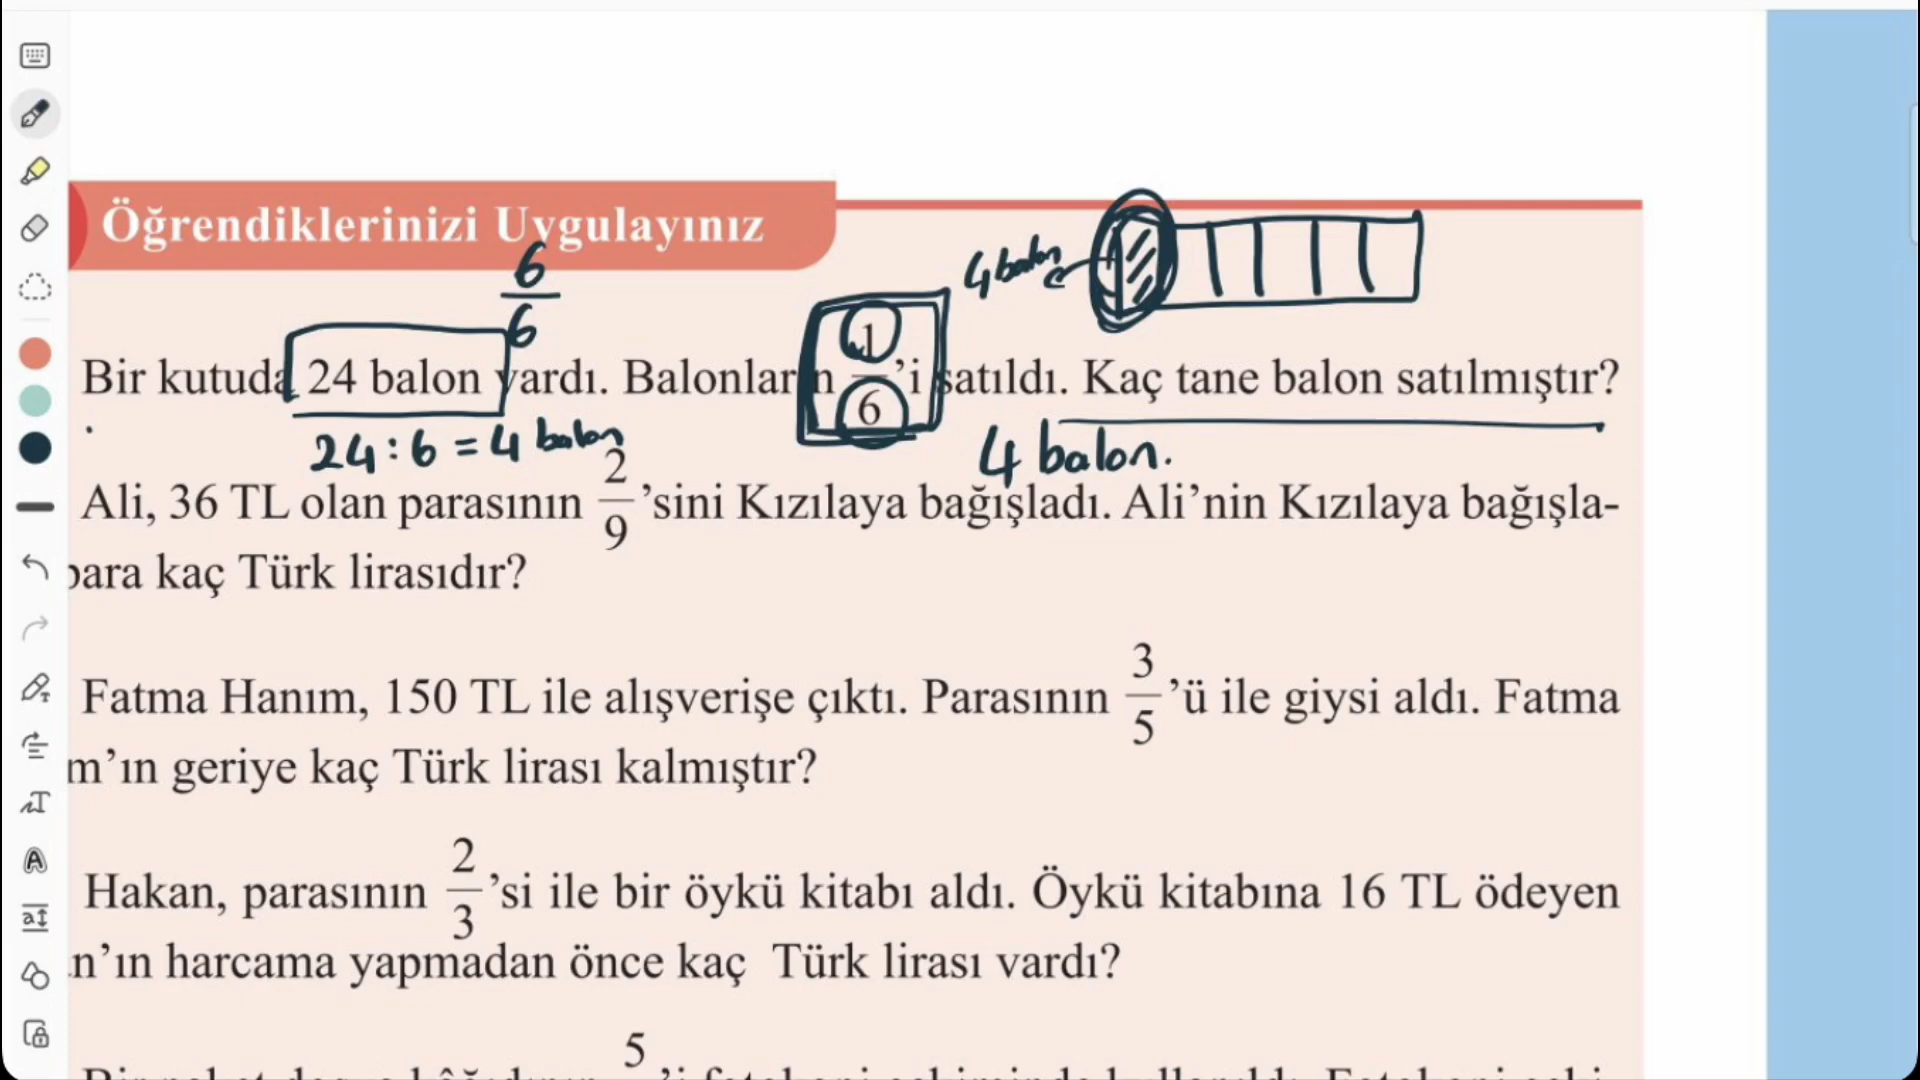 Öğrendiklerinizi Uygulayınız
6
6
4 balon
Bir kutuda 24 balon vardı. Balonların 1/6 'i satıldı. Kaç tane balon satılmıştır?
24 : 6 = 4 balon
4 balon.
Ali, 36 TL olan parasının 2/9 'sini Kızılaya bağışladı. Ali'nin Kızılaya bağışla-
para kaç Türk lirasıdır?
Fatma Hanım, 150 TL ile alışverişe çıktı. Parasının 3/5 'ü ile giysi aldı. Fatma
m'ın geriye kaç Türk lirası kalmıştır?
Hakan, parasının 2/3 'si ile bir öykü kitabı aldı. Öykü kitabına 16 TL ödeyen
n'ın harcama yapmadan önce kaç Türk lirası vardı?
5